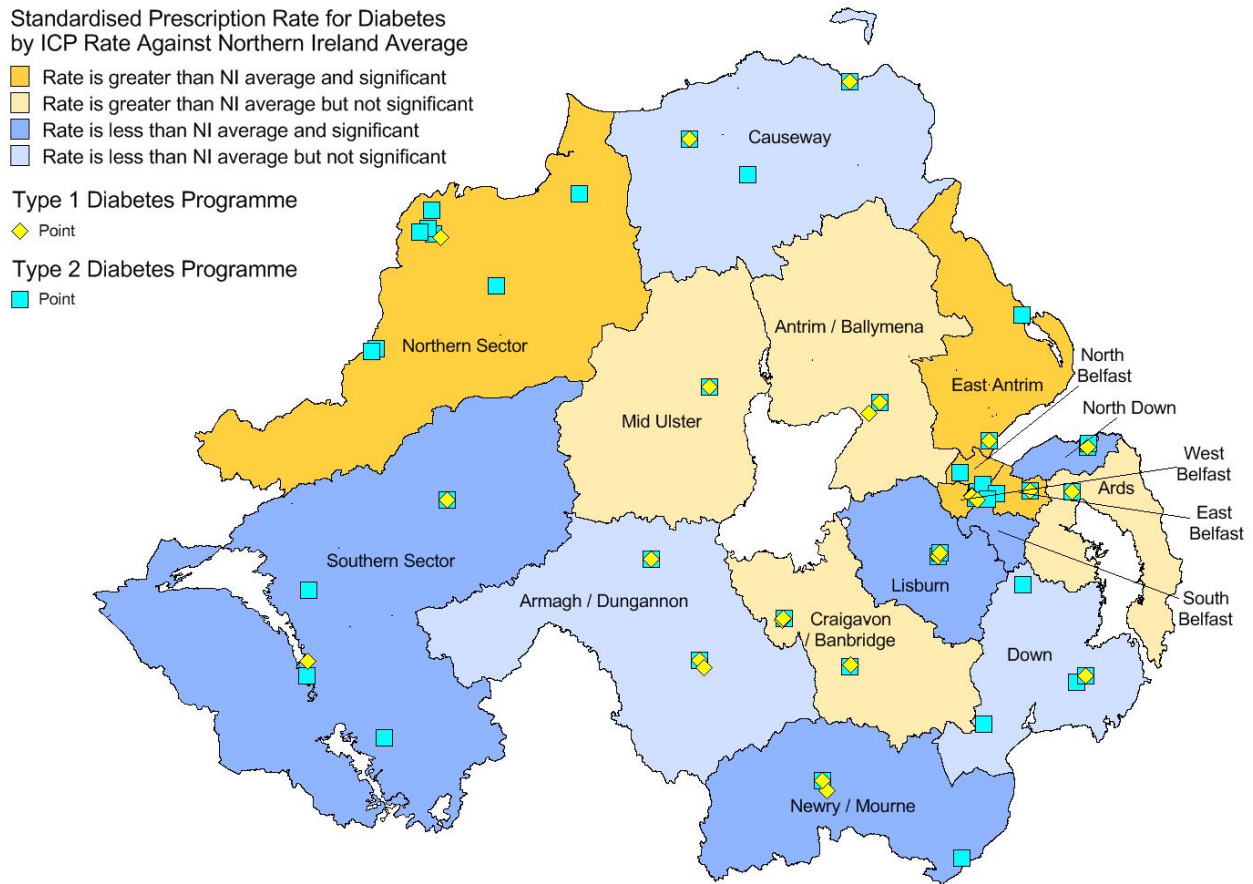 Standardised Prescription Rate for Diabetes
by ICP Rate Against Northern Ireland Average
Rate is greater than NI average and significant
Rate is greater than NI average but not significant
Rate is less than NI average and significant
Rate is less than NI average but not significant
Type 1 Diabetes Programme
Point
Type 2 Diabetes Programme
Point
Causeway
Northern Sector
Antrim / Ballymena
East Antrim
North
Belfast
North Down
Mid Ulster
West
Belfast
Ards
East
Belfast
Southern Sector
Armagh / Dungannon
Lisburn
South
Belfast
Craigavon
/ Banbridge
Down
Newry / Mourne